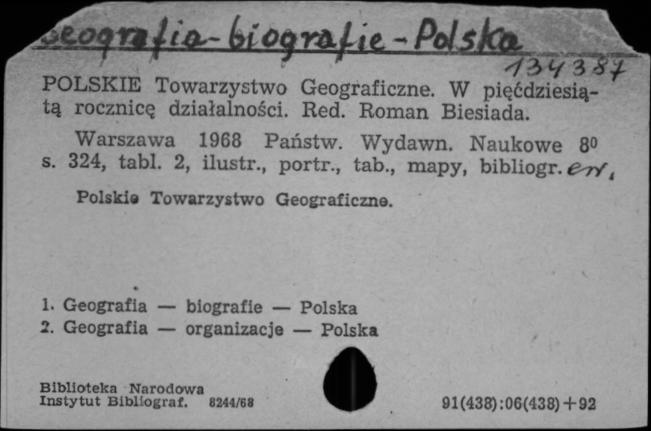 Geografia - biografie - Polska
134387
POLSKIE Towarzystwo Geograficzne. W pięćdziesią-
tą rocznicę działalności. Red. Roman Biesiada.
Warszawa 1968 Państw. Wydawn. Naukowe 8⁰
s. 324, tabl. 2, ilustr., portr., tab., mapy, bibliogr.
Polskie Towarzystwo Geograficzne.
1. Geografia — biografie — Polska
2. Geografia — organizacje — Polska
Biblioteka Narodowa
Instytut Bibliograf. 8244/68
91(438):06(438)+92